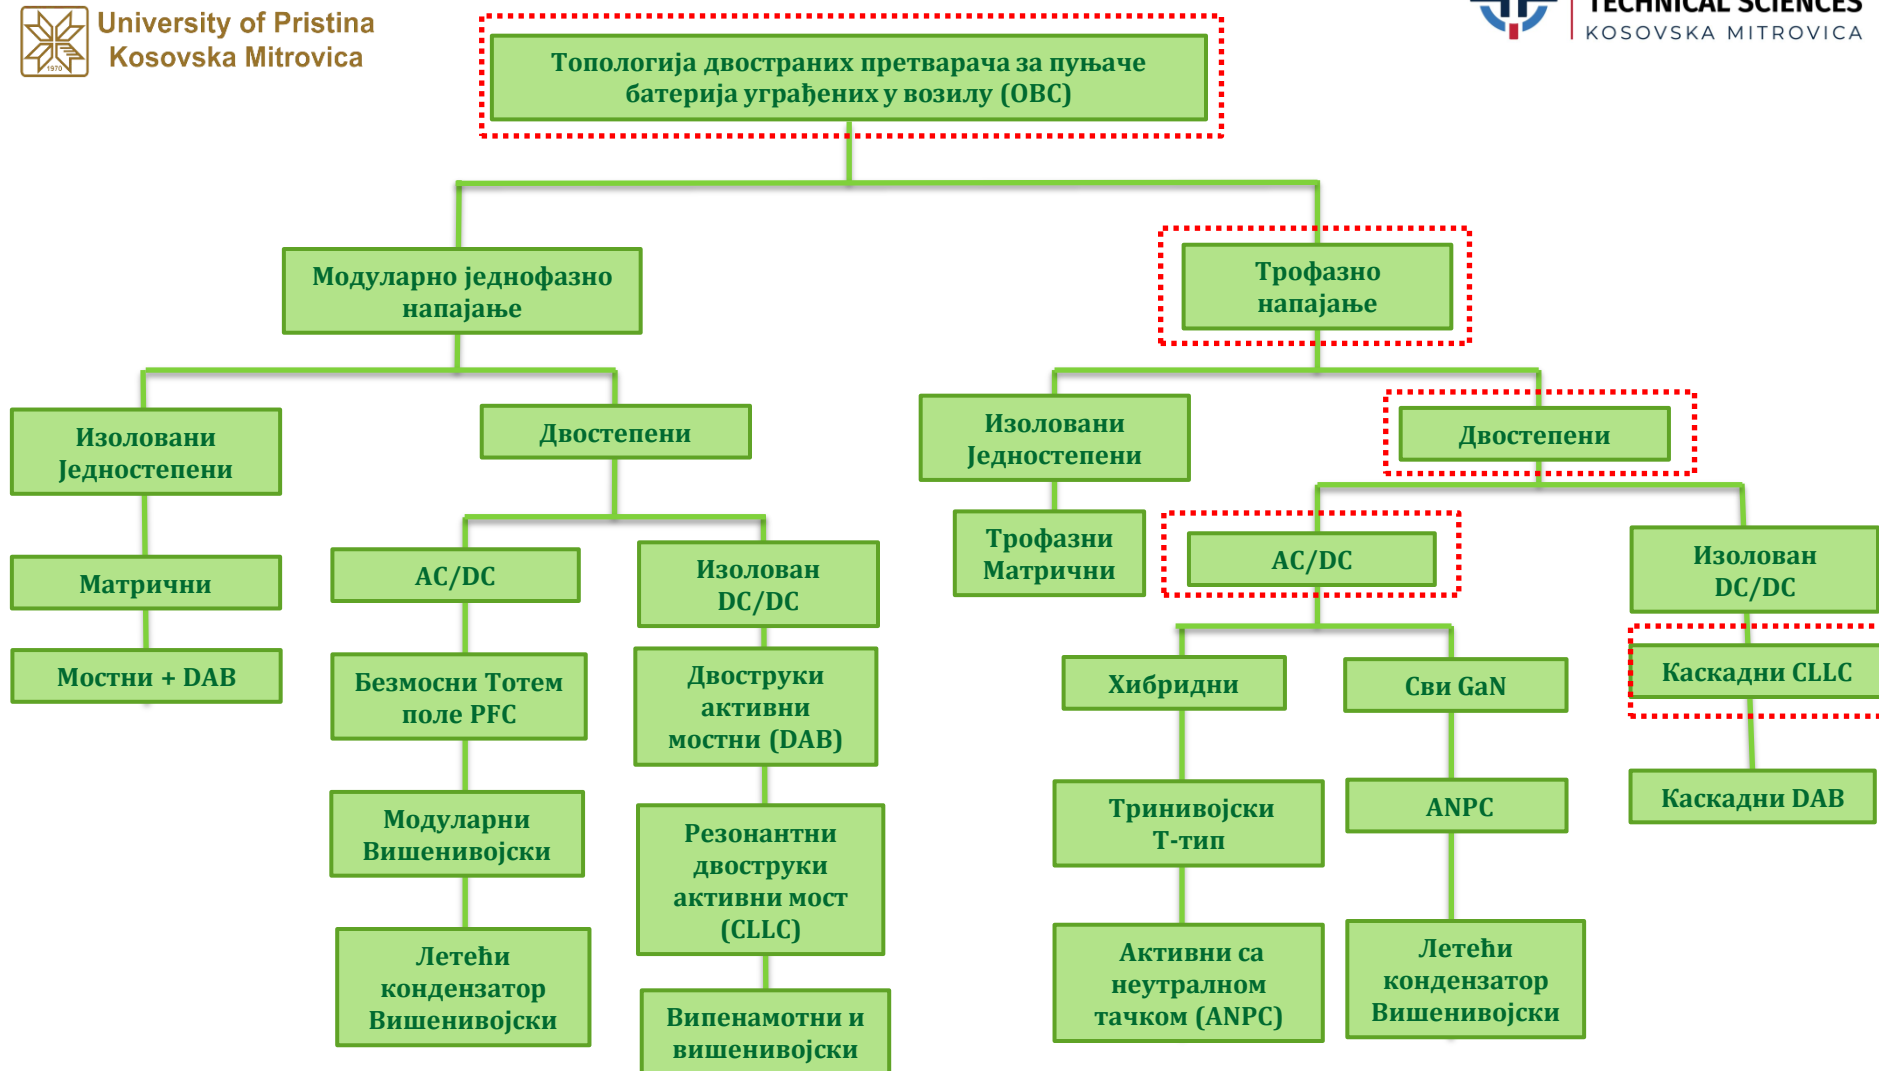 University of Pristina
Kosovska Mitrovica
TECHNICAL SCIENCES
KOSOVSKA MITROVICA
1970
Топологија двостраних претварача за пуњаче
батерија уграђених у возилу (OBC)
Модуларно једнофазно
напајање
Трофазно
напајање
Изоловани
Једностепени
Двостепени
Изоловани
Једностепени
Двостепени
Матрични
Мостни + DAB
AC/DC
Безмосни Тотем
поле PFC
Модуларни
Вишенивојски
Летећи
кондензатор
Вишенивојски
Изолован
DC/DC
Двоструки
активни
мостни (DAB)
Резонантни
двоструки
активни мост
(CLLC)
Випенамотни и
вишенивојски
Трофазни
Матрични
AC/DC
Хибридни
Тринивојски
Т-тип
Активни са
неутралном
тачком (ANPC)
Сви GaN
ANPC
Летећи
кондензатор
Вишенивојски
Изолован
DC/DC
Каскадни CLLC
Каскадни DAB